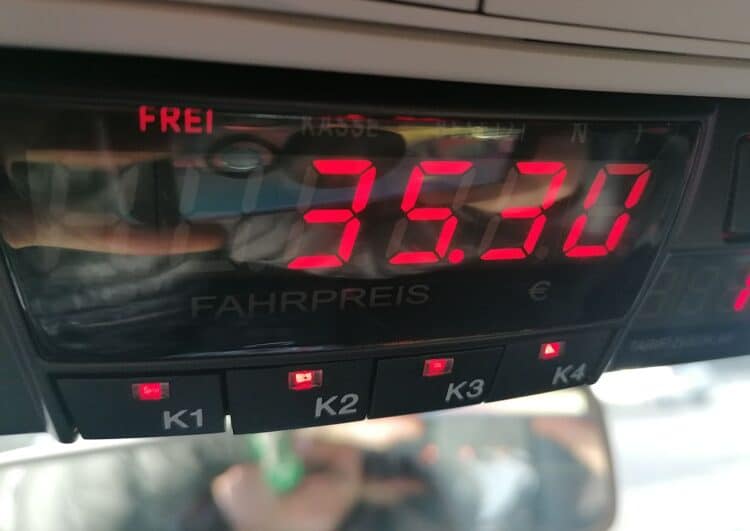 FREI KASSE
35.30
FAHRPREIS €
K1 K2 K3 K4